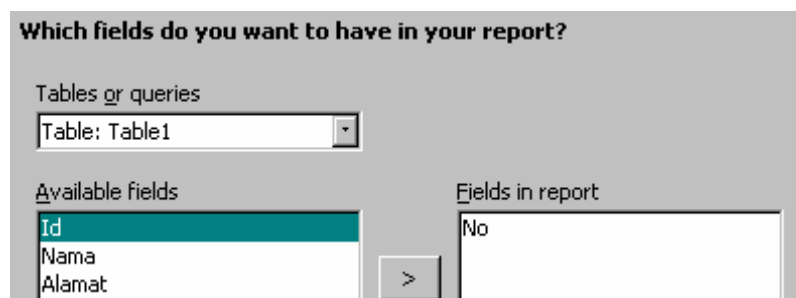 Which fields do you want to have in your report?
Tables or queries
Table: Table1
Available fields
Fields in report
Id
No
Nama
Alamat
>